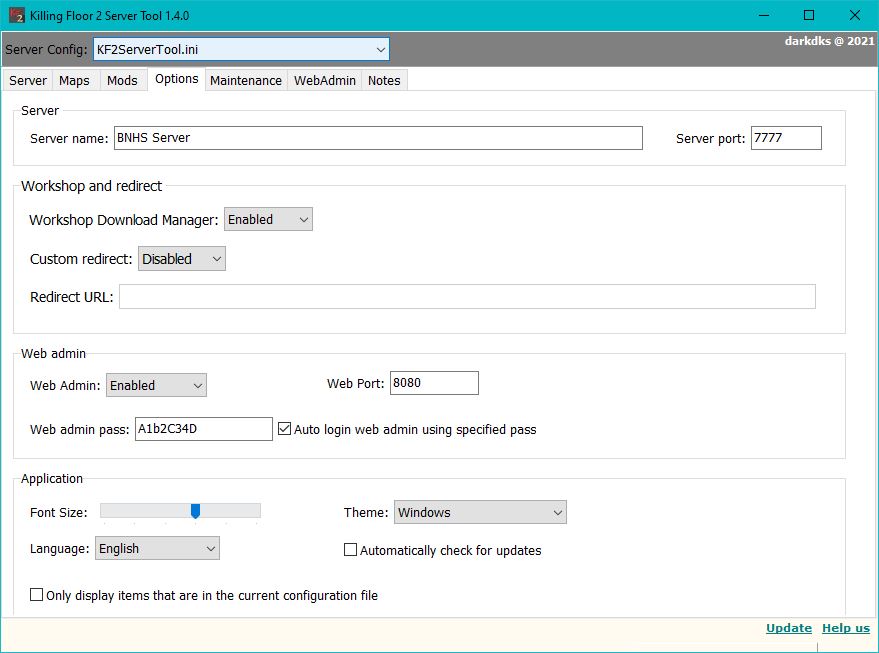 Killing Floor 2 Server Tool 1.4.0
Server Config: KF2ServerTool.ini
darkdks @ 2021
Server Maps Mods Options Maintenance WebAdmin Notes
Server
Server name: BNHS Server Server port: 7777
Workshop and redirect
Workshop Download Manager: Enabled
Custom redirect: Disabled
Redirect URL:
Web admin
Web Admin: Enabled Web Port: 8080
Web admin pass: A1b2C34D Auto login web admin using specified pass
Application
Font Size: Theme: Windows
Language: English Automatically check for updates
Only display items that are in the current configuration file
Update Help us